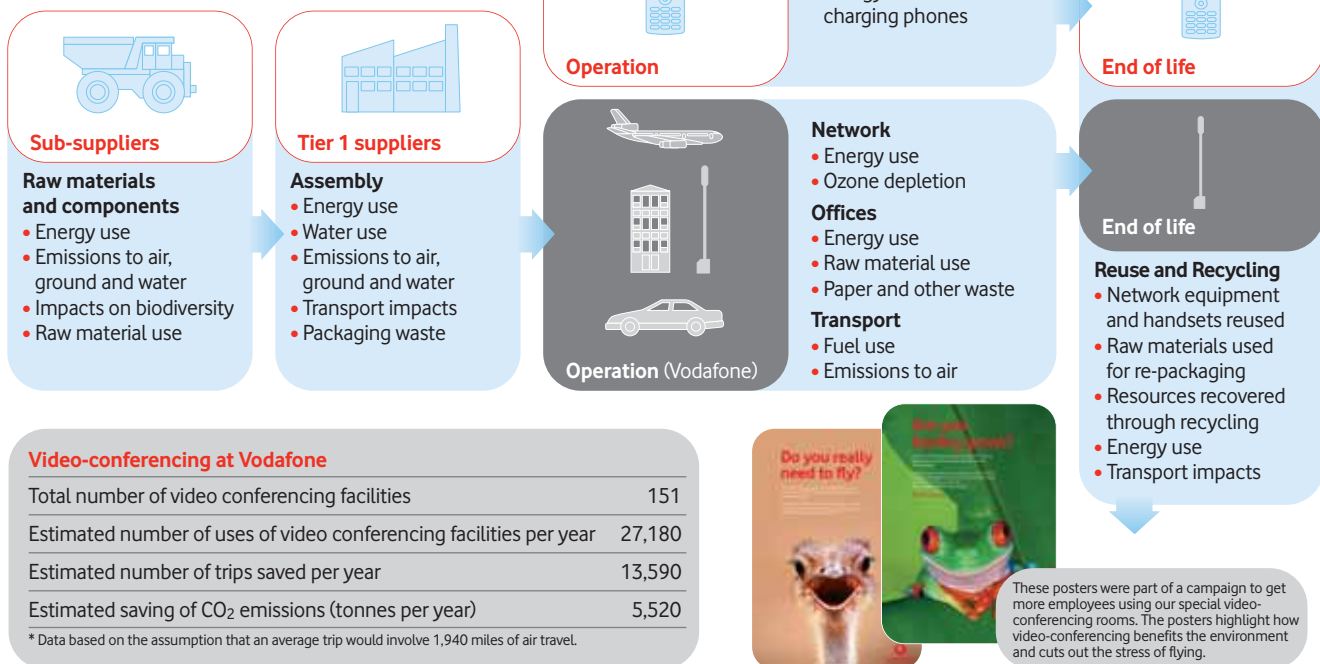 charging phones
Operation
End of life
Sub-suppliers
Raw materials
and components
• Energy use
• Emissions to air,
ground and water
• Impacts on biodiversity
• Raw material use
Tier 1 suppliers
Assembly
• Energy use
• Water use
• Emissions to air,
ground and water
• Transport impacts
• Packaging waste
Operation (Vodafone)
Network
• Energy use
• Ozone depletion
Offices
• Energy use
• Raw material use
• Paper and other waste
Transport
• Fuel use
• Emissions to air
End of life
Reuse and Recycling
• Network equipment
and handsets reused
• Raw materials used
for re-packaging
• Resources recovered
through recycling
• Energy use
• Transport impacts
Video-conferencing at Vodafone
Total number of video conferencing facilities 151
Estimated number of uses of video conferencing facilities per year 27,180
Estimated number of trips saved per year 13,590
Estimated saving of CO2 emissions (tonnes per year) 5,520
* Data based on the assumption that an average trip would involve 1,940 miles of air travel.
Do you really
need to fly?
These posters were part of a campaign to get
more employees using our special video-
conferencing rooms. The posters highlight how
video-conferencing benefits the environment
and cuts out the stress of flying.